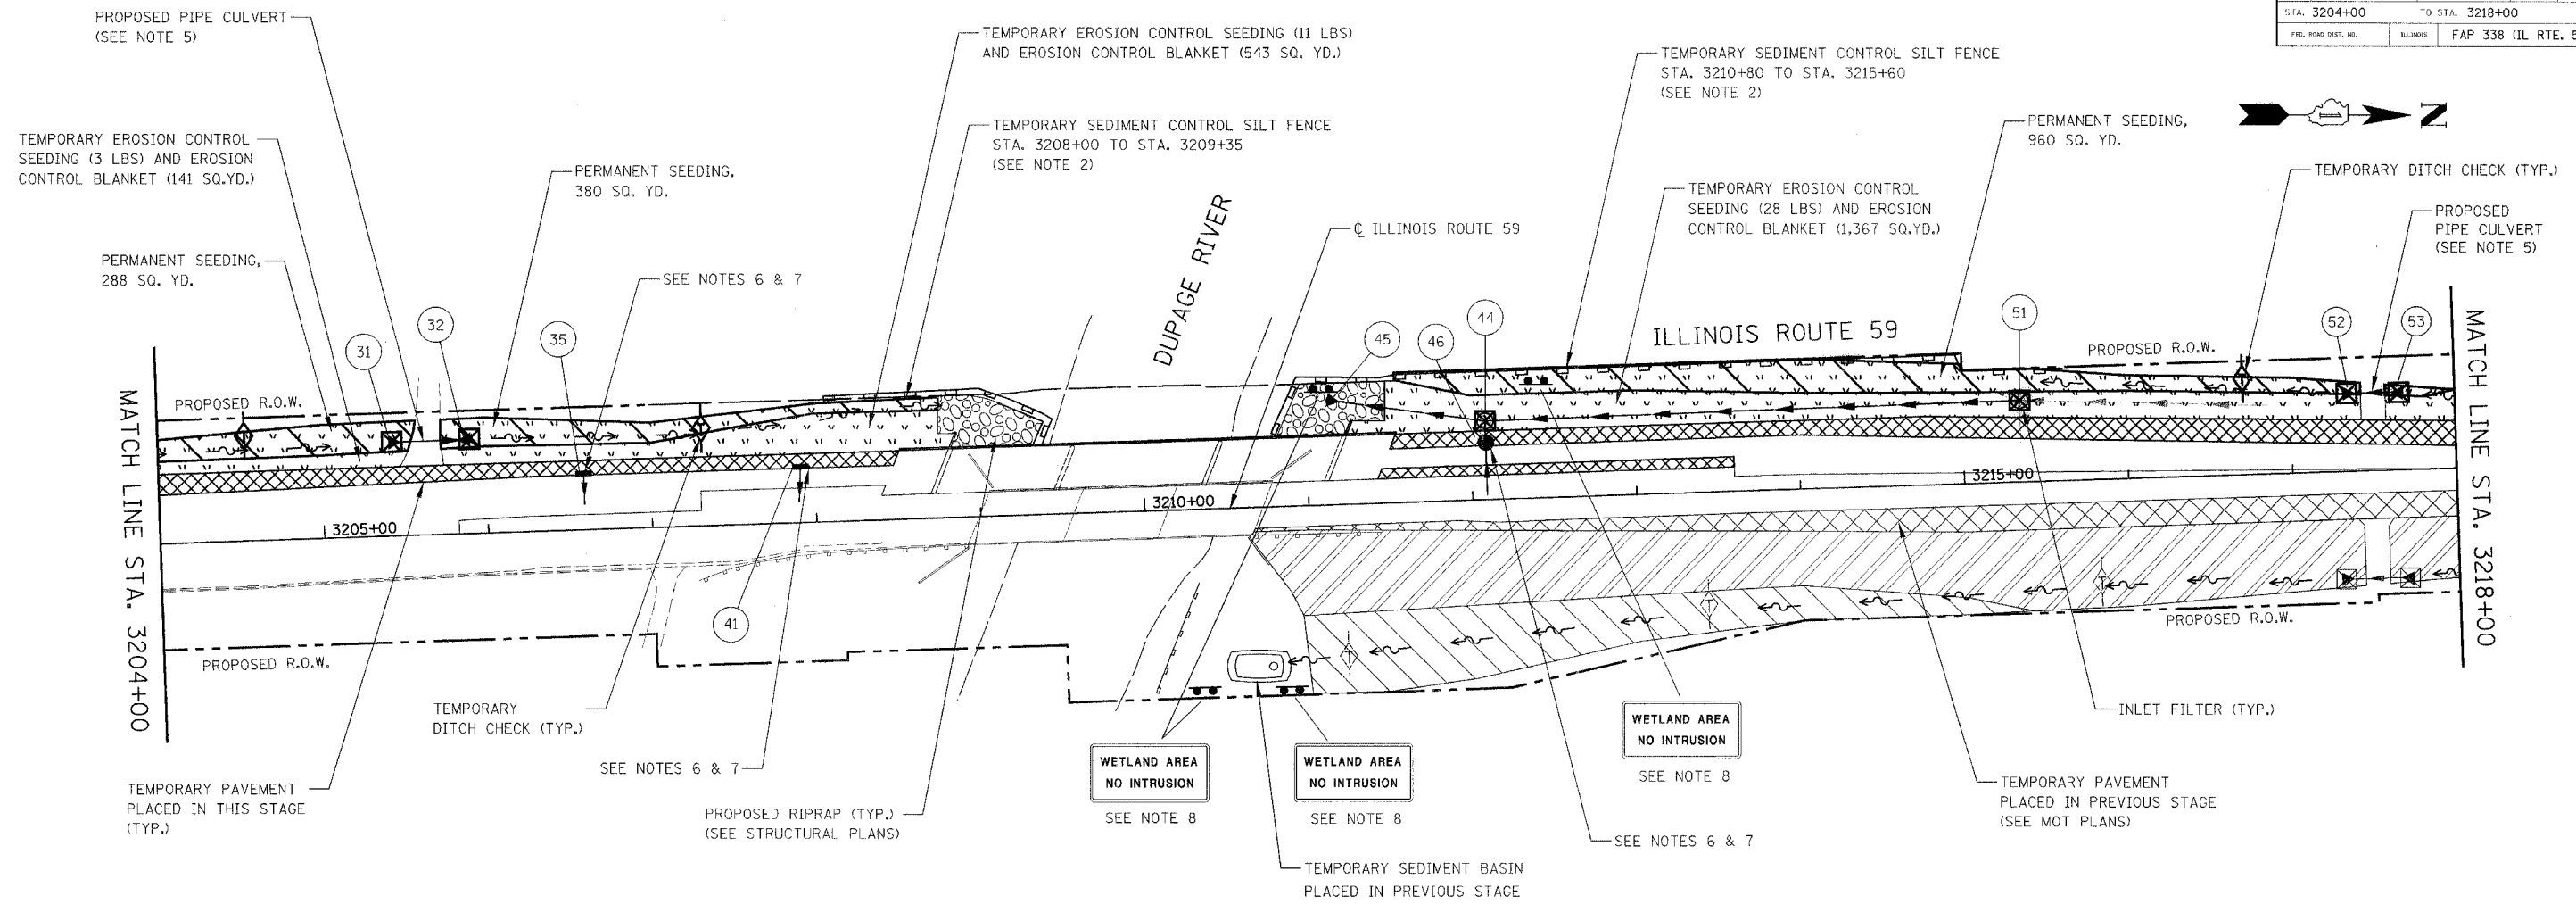 STA. 3204+00 TO STA. 3218+00
FED. ROAD DIST. NO. ILLINOIS FAP 338 (IL RTE.
PROPOSED PIPE CULVERT
(SEE NOTE 5)
TEMPORARY EROSION CONTROL
SEEDING (3 LBS) AND EROSION
CONTROL BLANKET (141 SQ.YD.)
PERMANENT SEEDING,
288 SQ. YD.
PERMANENT SEEDING,
380 SQ. YD.
SEE NOTES 6 & 7
TEMPORARY EROSION CONTROL SEEDING (11 LBS)
AND EROSION CONTROL BLANKET (543 SQ. YD.)
TEMPORARY SEDIMENT CONTROL SILT FENCE
STA. 3208+00 TO STA. 3209+35
(SEE NOTE 2)
DUPAGE RIVER
℄ ILLINOIS ROUTE 59
TEMPORARY SEDIMENT CONTROL SILT FENCE
STA. 3210+80 TO STA. 3215+60
(SEE NOTE 2)
TEMPORARY EROSION CONTROL
SEEDING (28 LBS) AND EROSION
CONTROL BLANKET (1,367 SQ.YD.)
PERMANENT SEEDING,
960 SQ. YD.
N
TEMPORARY DITCH CHECK (TYP.)
PROPOSED
PIPE CULVERT
(SEE NOTE 5)
31
32
35
45
46
44
51
52
53
ILLINOIS ROUTE 59
PROPOSED R.O.W.
PROPOSED R.O.W.
MATCH LINE STA. 3204+00
MATCH LINE STA. 3218+00
3205+00
3210+00
3215+00
41
PROPOSED R.O.W.
PROPOSED R.O.W.
TEMPORARY
DITCH CHECK (TYP.)
SEE NOTES 6 & 7
TEMPORARY PAVEMENT
PLACED IN THIS STAGE
(TYP.)
PROPOSED RIPRAP (TYP.)
(SEE STRUCTURAL PLANS)
WETLAND AREA
NO INTRUSION
SEE NOTE 8
WETLAND AREA
NO INTRUSION
SEE NOTE 8
WETLAND AREA
NO INTRUSION
SEE NOTE 8
INLET FILTER (TYP.)
TEMPORARY PAVEMENT
PLACED IN PREVIOUS STAGE
(SEE MOT PLANS)
SEE NOTES 6 & 7
TEMPORARY SEDIMENT BASIN
PLACED IN PREVIOUS STAGE